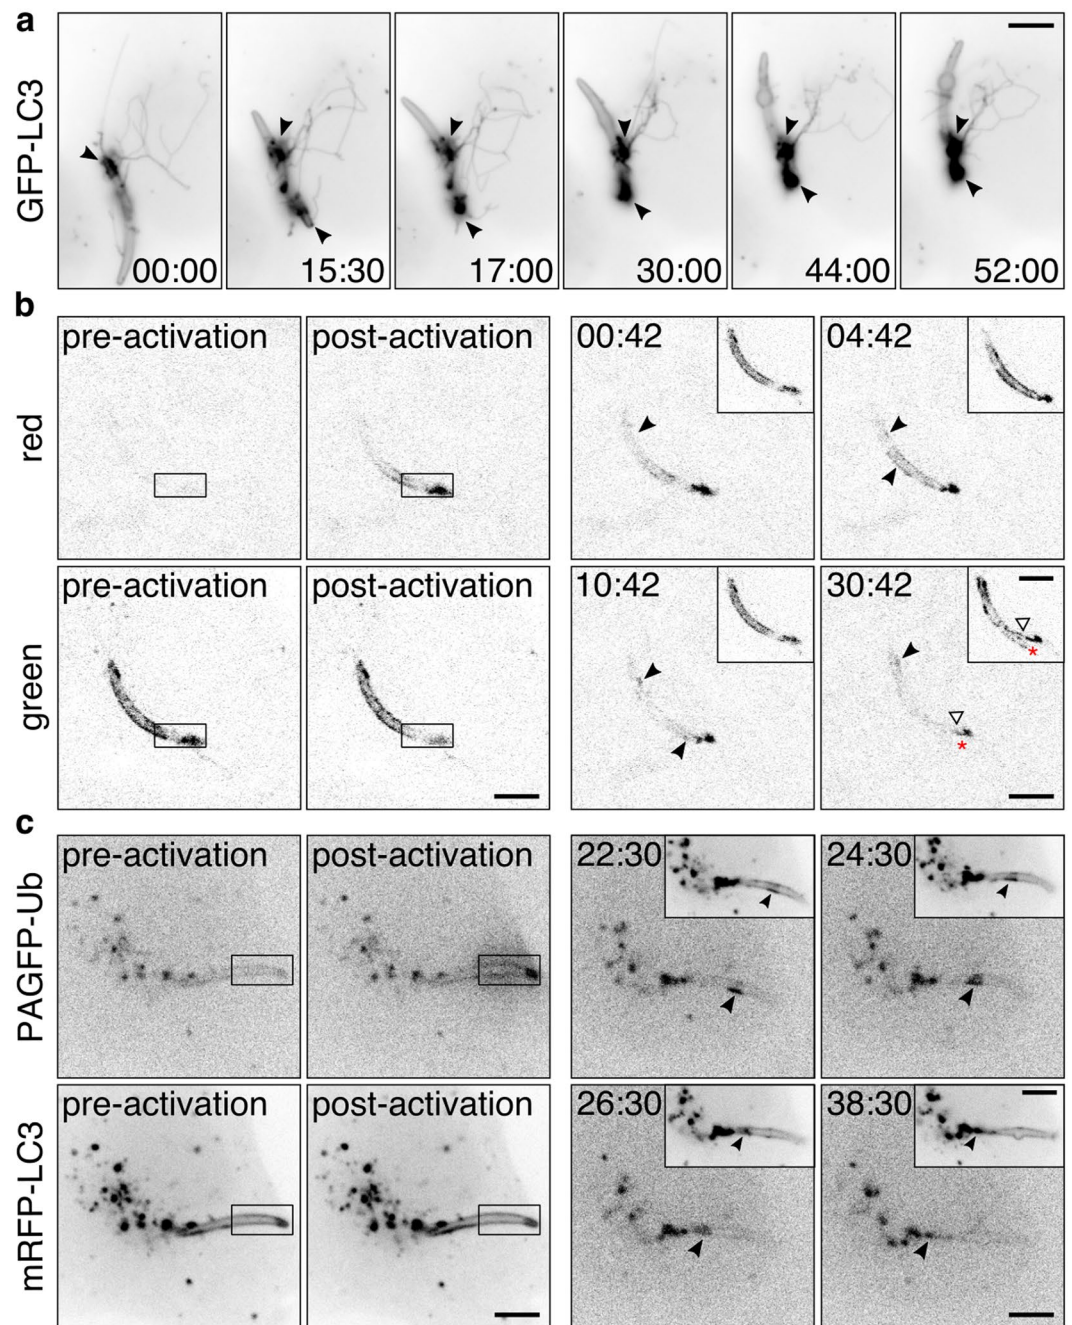 a
GFP-LC3
00:00
15:30
17:00
30:00
44:00
52:00
b
red
pre-activation
post-activation
00:42
04:42
green
pre-activation
post-activation
10:42
30:42
*
*
c
PAGFP-Ub
pre-activation
post-activation
22:30
24:30
mRFP-LC3
pre-activation
post-activation
26:30
38:30